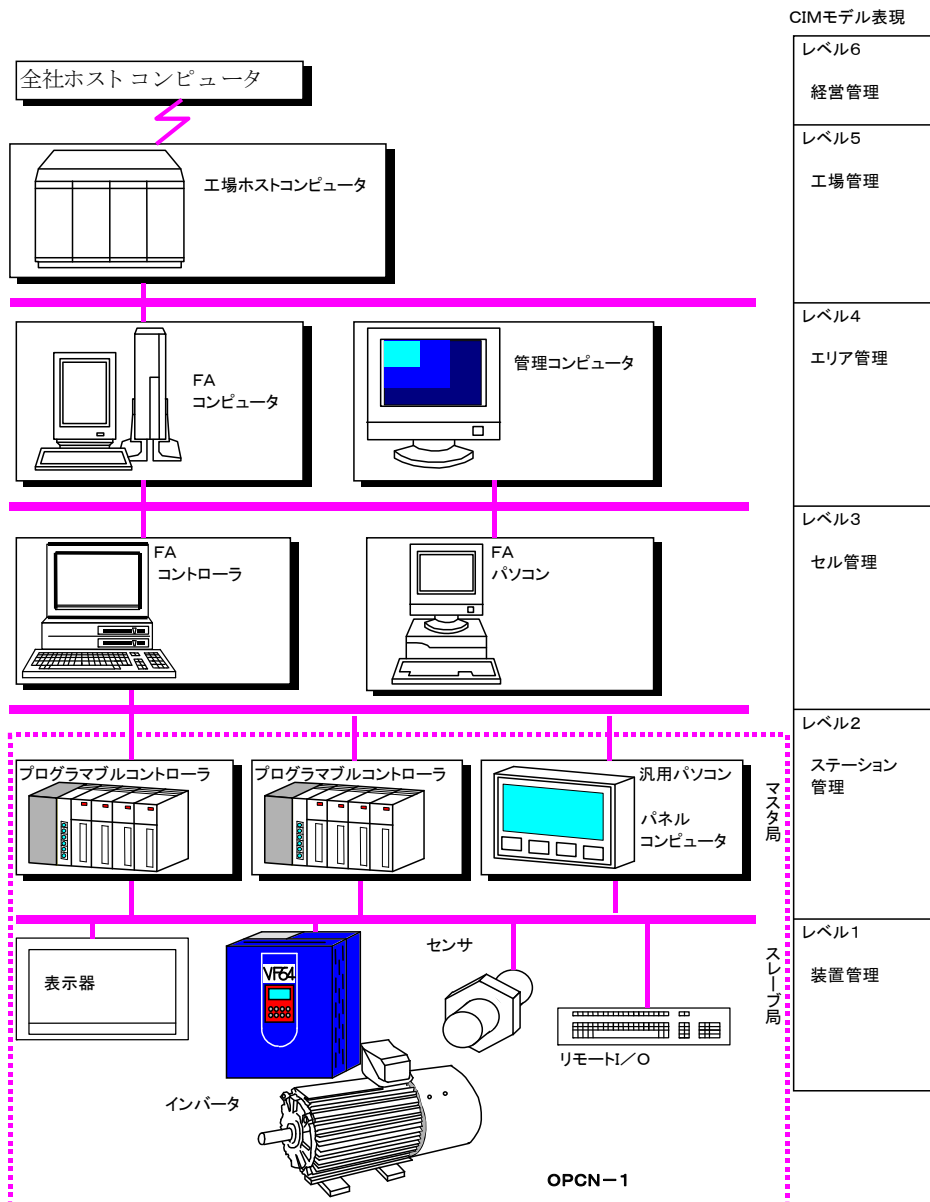 CIMモデル表現
レベル6
経営管理
全社ホストコンピュータ
レベル5
工場管理
工場ホストコンピュータ
レベル4
エリア管理
FA
コンピュータ
管理コンピュータ
レベル3
セル管理
FA
コントローラ
FA
パソコン
レベル2
ステーション
管理
プログラマブルコントローラ
プログラマブルコントローラ
汎用パソコン
パネル
コンピュータ
マスタ局
レベル1
装置管理
スレーブ局
表示器
VF64
センサ
リモートI/O
インバータ
OPCN-1